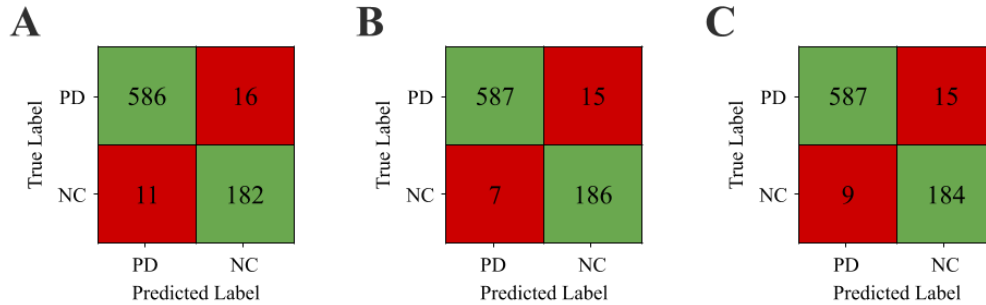 A
B
C
True Label
PD
586
16
NC
11
182
PD
NC
Predicted Label
True Label
PD
587
15
NC
7
186
PD
NC
Predicted Label
True Label
PD
587
15
NC
9
184
PD
NC
Predicted Label